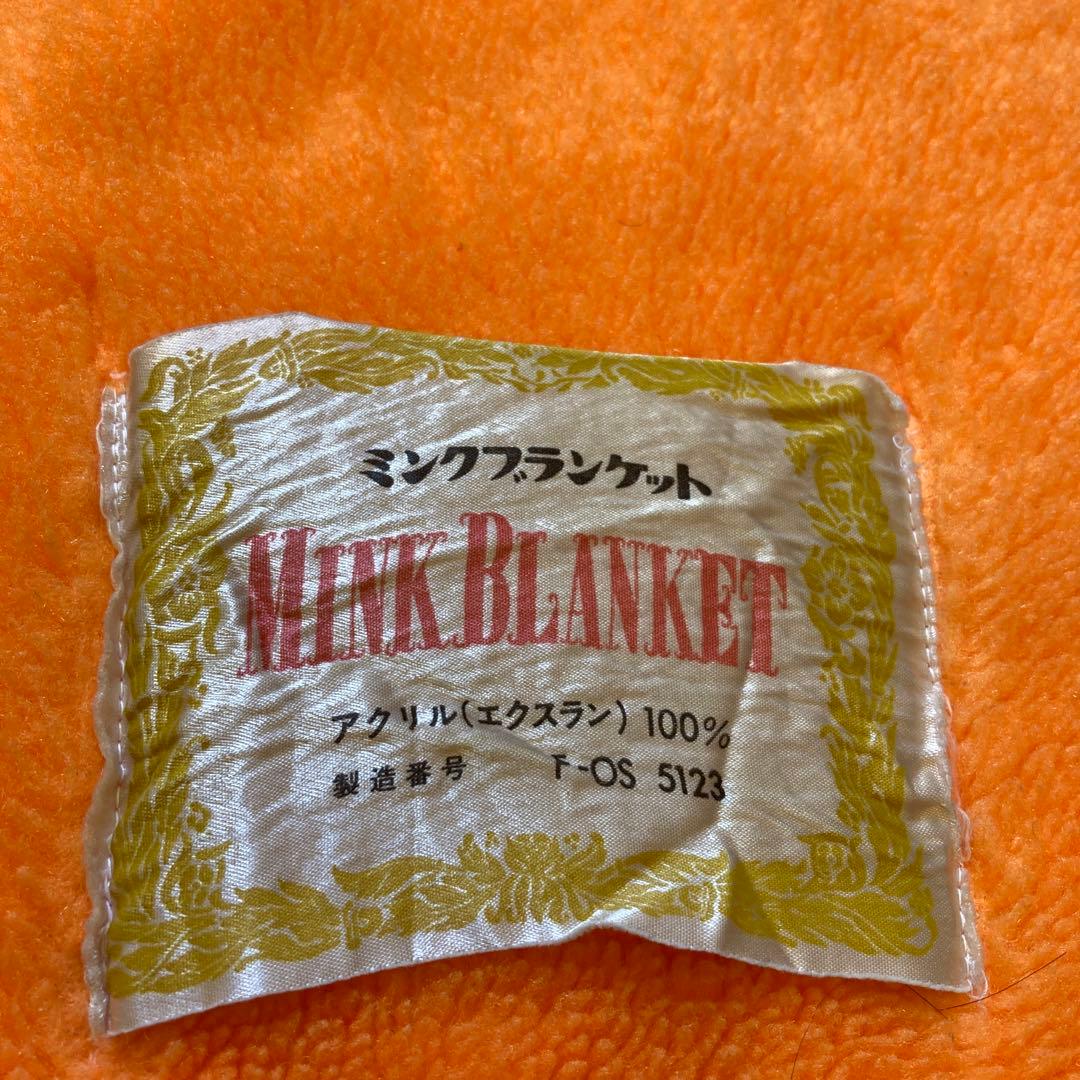 ミンクブランケット
MINK BLANKET
アクリル(エクスラン) 100%
製造番号 F-OS 5123